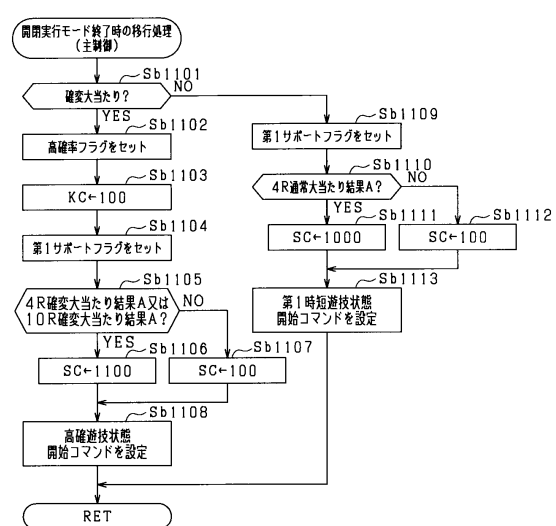 開閉実行モード終了時の移行処理
(主制御)
Sb1101
確変大当たり?
NO
YES
Sb1102
高確率フラグをセット
Sb1103
KC←100
Sb1104
第1サポートフラグをセット
Sb1105
4R確変大当たり結果A又は
10R確変大当たり結果A?
NO
YES
Sb1106
SC←1100
Sb1107
SC←100
Sb1108
高確遊技状態
開始コマンドを設定
Sb1109
第1サポートフラグをセット
Sb1110
4R通常大当たり結果A?
NO
YES
Sb1111
SC←1000
Sb1112
SC←100
Sb1113
第1時短遊技状態
開始コマンドを設定
RET